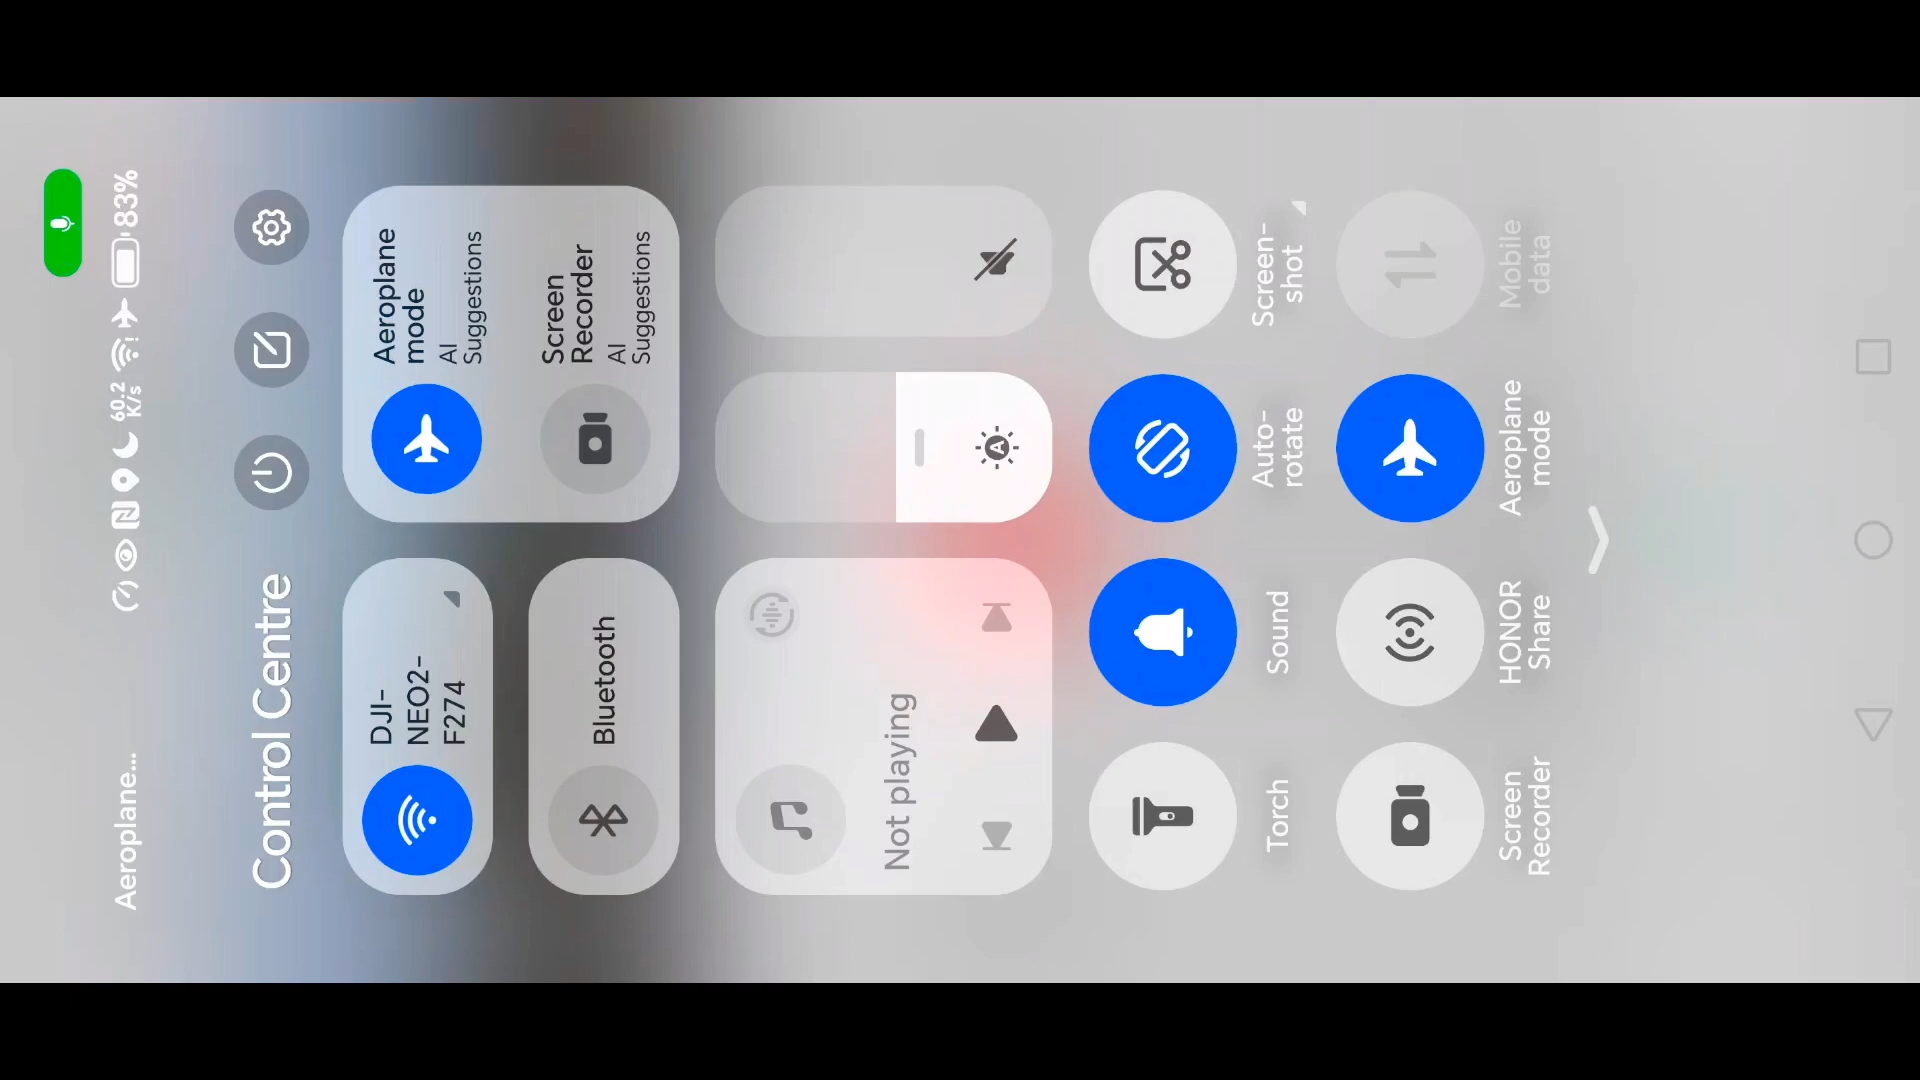 Aeroplane...
60.2
K/s
83%
Control Centre
DJI-
NEO2-
F274
Aeroplane
mode
AI
Suggestions
Bluetooth
Screen
Recorder
AI
Suggestions
Not playing
A
Torch
Sound
Auto-
rotate
Screen-
shot
Screen
Recorder
HONOR
Share
Aeroplane
mode
Mobile
data